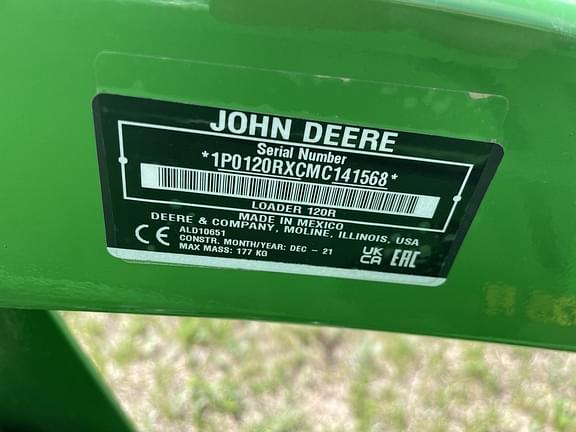 JOHN DEERE
Serial Number
*1P0120RXCMC141568*
LOADER 120R
MADE IN MEXICO
DEERE & COMPANY, MOLINE, ILLINOIS, USA
ALD10651
CONSTR. MONTH/YEAR: DEC - 21
MAX MASS: 177 KG
CE
UK
CA
EAC